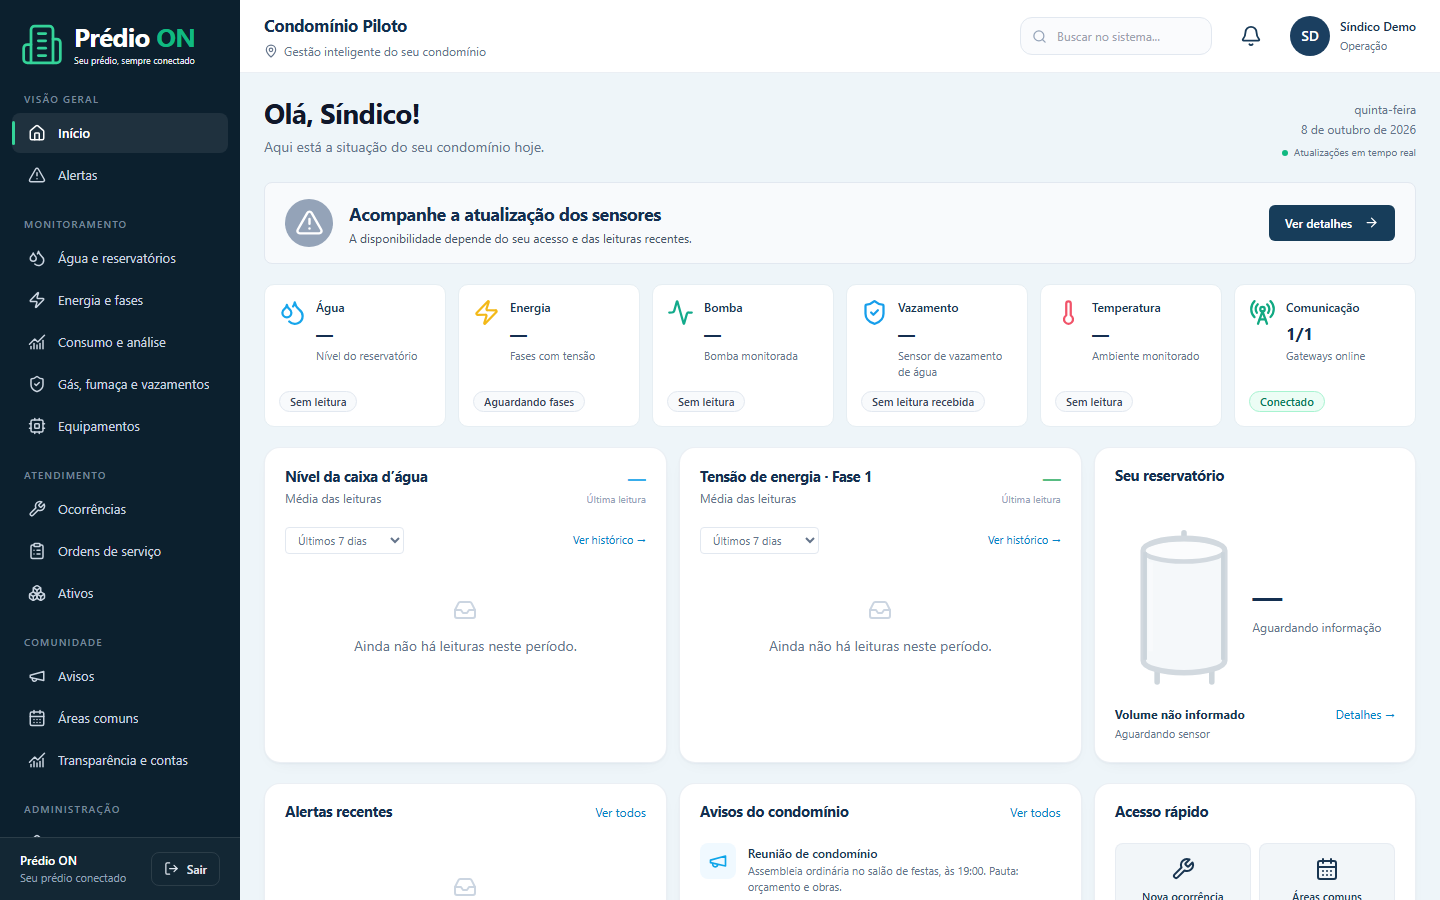 Prédio ON
Seu prédio, sempre conectado
VISÃO GERAL
Início
Alertas
MONITORAMENTO
Água e reservatórios
Energia e fases
Consumo e análise
Gás, fumaça e vazamentos
Equipamentos
ATENDIMENTO
Ocorrências
Ordens de serviço
Ativos
COMUNIDADE
Avisos
Áreas comuns
Transparência e contas
ADMINISTRAÇÃO
Prédio ON
Seu prédio conectado
Sair
Condomínio Piloto
Gestão inteligente do seu condomínio
Buscar no sistema...
SD
Síndico Demo
Operação
Olá, Síndico!
Aqui está a situação do seu condomínio hoje.
quinta-feira
8 de outubro de 2026
Atualizações em tempo real
Acompanhe a atualização dos sensores
A disponibilidade depende do seu acesso e das leituras recentes.
Ver detalhes →
Água
—
Nível do reservatório
Sem leitura
Energia
—
Fases com tensão
Aguardando fases
Bomba
—
Bomba monitorada
Sem leitura
Vazamento
—
Sensor de vazamento
de água
Sem leitura recebida
Temperatura
—
Ambiente monitorado
Sem leitura
Comunicação
1/1
Gateways online
Conectado
Nível da caixa d’água
—
Média das leituras
Última leitura
Últimos 7 dias
Ver histórico →
Ainda não há leituras neste período.
Tensão de energia · Fase 1
—
Média das leituras
Última leitura
Últimos 7 dias
Ver histórico →
Ainda não há leituras neste período.
Seu reservatório
—
Aguardando informação
Volume não informado
Detalhes →
Aguardando sensor
Alertas recentes
Ver todos
Avisos do condomínio
Ver todos
Reunião de condomínio
Assembleia ordinária no salão de festas, às 19:00. Pauta:
orçamento e obras.
Acesso rápido
Nova ocorrência
Áreas comuns